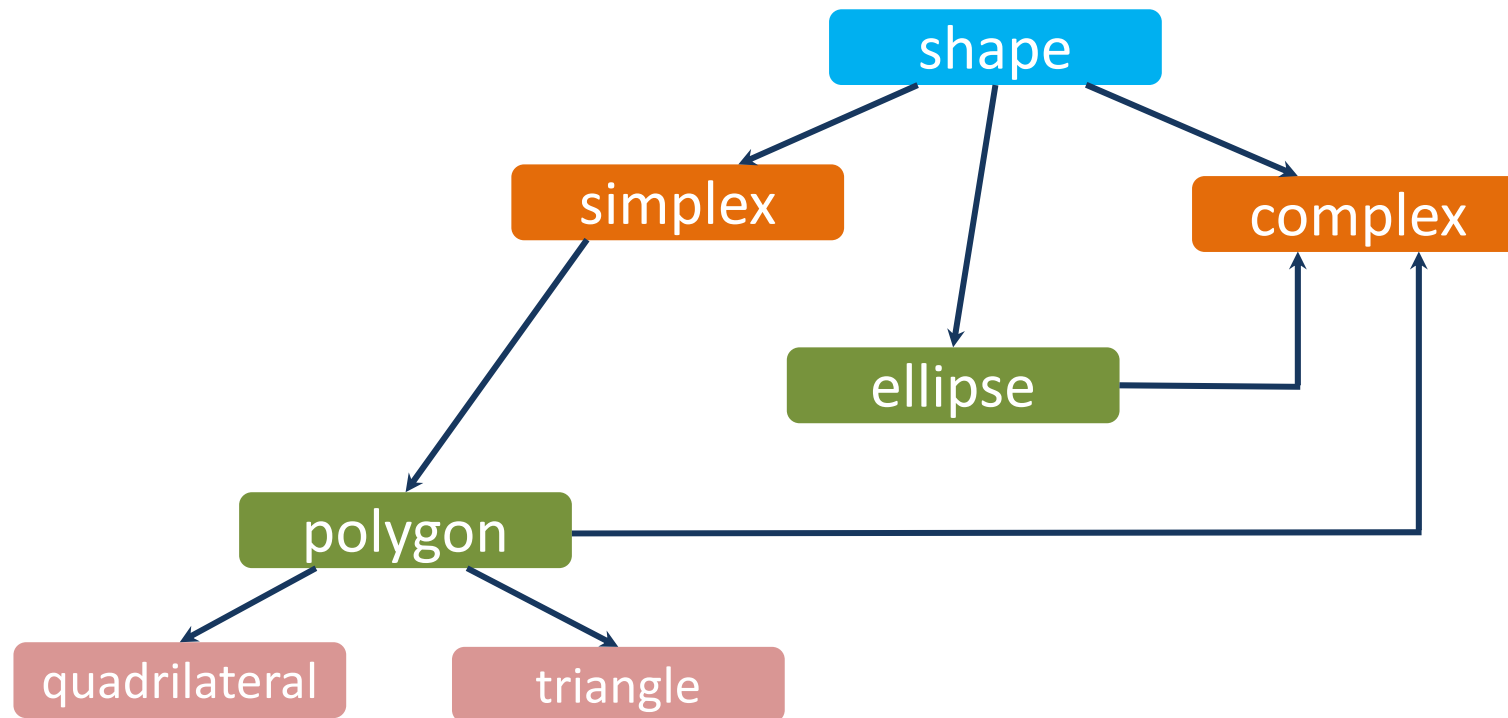 shape
simplex
complex
ellipse
polygon
quadrilateral
triangle